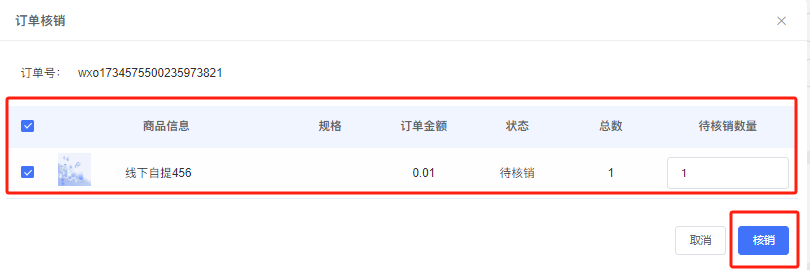 订单核销
订单号： wxo1734575500235973821
商品信息 规格 订单金额 状态 总数 待核销数量
线下自提456 0.01 待核销 1 1
取消 核销